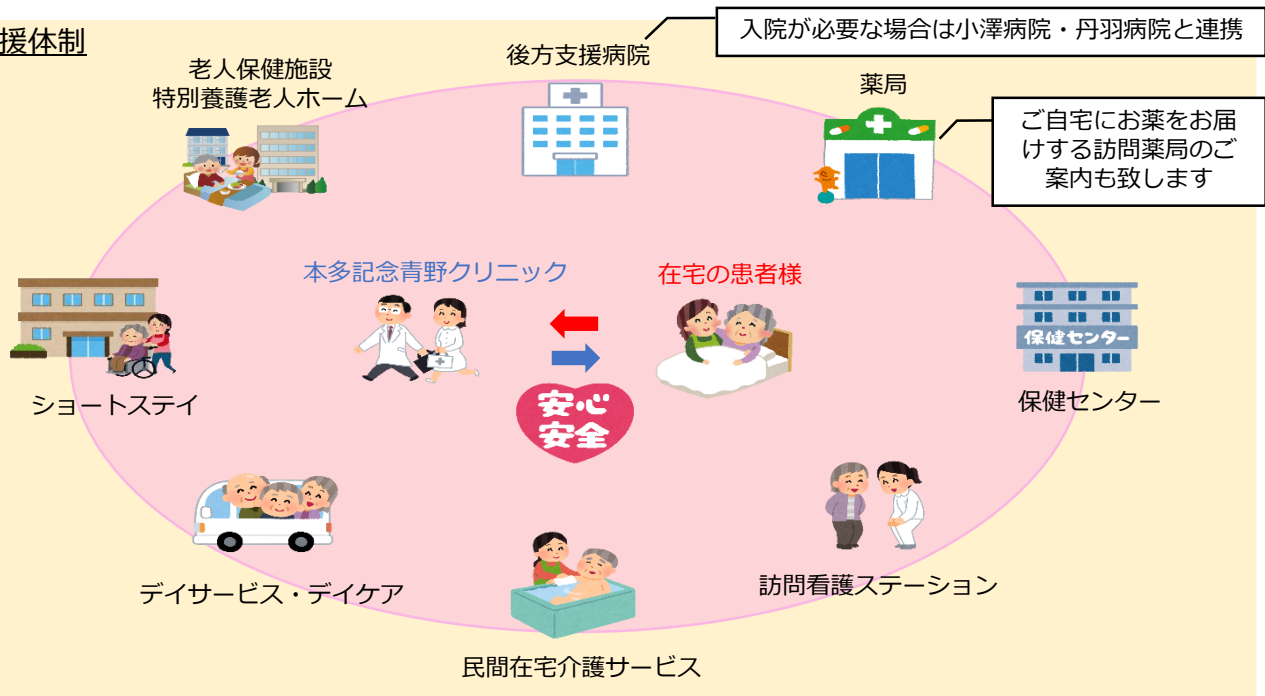 援体制
入院が必要な場合は小澤病院・丹羽病院と連携
後方支援病院
老人保健施設
特別養護老人ホーム
薬局
ご自宅にお薬をお届
けする訪問薬局のご
案内も致します
本多記念青野クリニック
在宅の患者様
保健センター
ショートステイ
安心
安全
保健センター
デイサービス・デイケア
訪問看護ステーション
民間在宅介護サービス